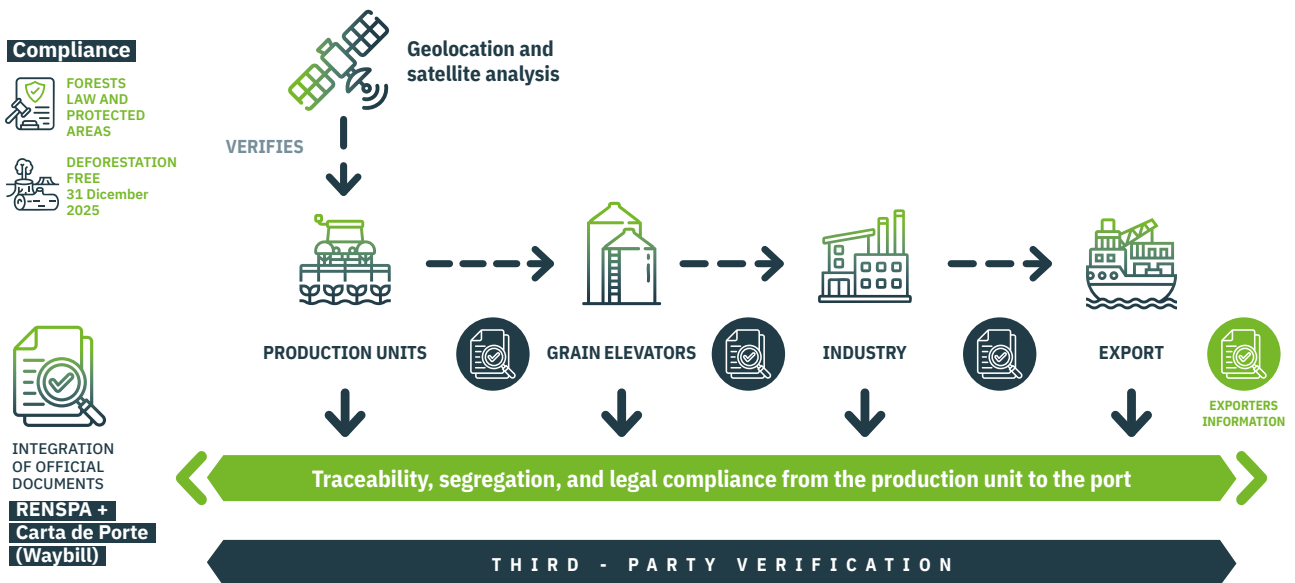 Compliance
FORESTS
LAW AND
PROTECTED
AREAS
DEFORESTATION
FREE
31 Dicember
2025
Geolocation and
satellite analysis
VERIFIES
PRODUCTION UNITS
GRAIN ELEVATORS
INDUSTRY
EXPORT
EXPORTERS
INFORMATION
INTEGRATION
OF OFFICIAL
DOCUMENTS
RENSPA +
Carta de Porte
(Waybill)
Traceability, segregation, and legal compliance from the production unit to the port
THIRD - PARTY VERIFICATION